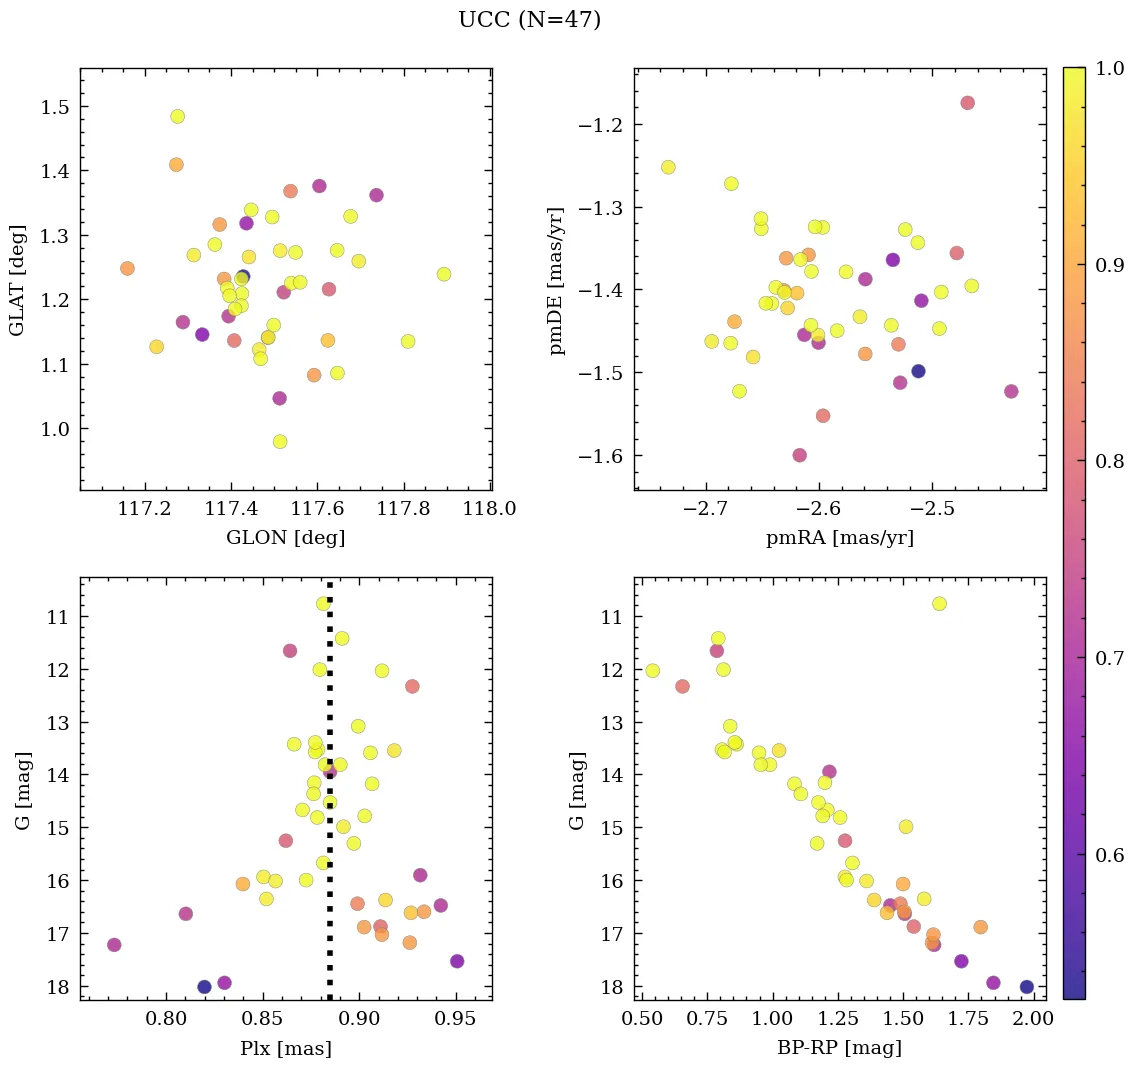 UCC (N=47)
1.5
1.4
1.3
1.2
1.1
1.0
GLAT [deg]
117.2 117.4 117.6 117.8 118.0
GLON [deg]
−1.2
−1.3
−1.4
−1.5
−1.6
pmDE [mas/yr]
−2.7 −2.6 −2.5
pmRA [mas/yr]
1.0
0.9
0.8
0.7
0.6
11
12
13
14
15
16
17
18
G [mag]
0.80 0.85 0.90 0.95
Plx [mas]
11
12
13
14
15
16
17
18
G [mag]
0.50 0.75 1.00 1.25 1.50 1.75 2.00
BP-RP [mag]